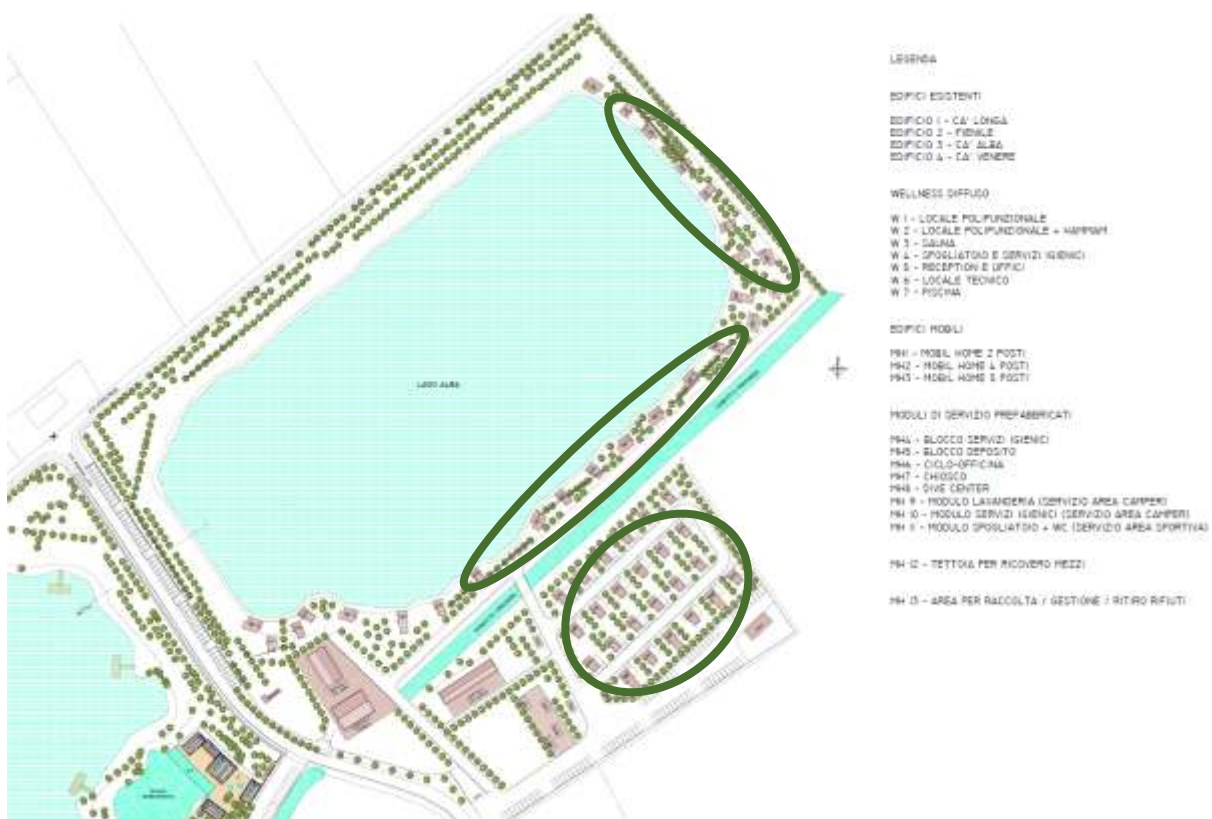 LAGO ALBA
LEGENDA
EDIFICI ESISTENTI
EDIFICIO 1 - CA' LONGA
EDIFICIO 2 - FIENILE
EDIFICIO 3 - CA' ALBA
EDIFICIO 4 - CA' VENERE
WELLNESS DIFFUSO
W 1 - LOCALE POLIFUNZIONALE
W 2 - LOCALE POLIFUNZIONALE + HAMMAM
W 3 - SAUNA
W 4 - SPOGLIATOIO E SERVIZI IGIENICI
W 5 - RECEPTION E UFFICI
W 6 - LOCALE TECNICO
W 7 - PISCINA
EDIFICI MOBILI
MH1 - MOBIL HOME 2 POSTI
MH2 - MOBIL HOME 4 POSTI
MH3 - MOBIL HOME POSTI
MODULI DI SERVIZIO PREFABBRICATI
MH4 - BLOCCO SERVIZI IGIENICI
MH5 - BLOCCO DEPOSITO
MH6 - CICLO-OFFICINA
MH7 - CHIOSCO
MH8 - DIVE CENTER
MH 9 - MODULO LAVANDERIA (SERVIZIO AREA CAMPER)
MH 10 - MODULO SERVIZI IGIENICI (SERVIZIO AREA CAMPER)
MH 11 - MODULO SPOGLIATOIO + WC (SERVIZIO AREA SPORTIVA)
MH 12 - TETTOIA PER RICOVERO MEZZI
MH 13 - AREA PER RACCOLTA / GESTIONE / RITIRO RIFIUTI